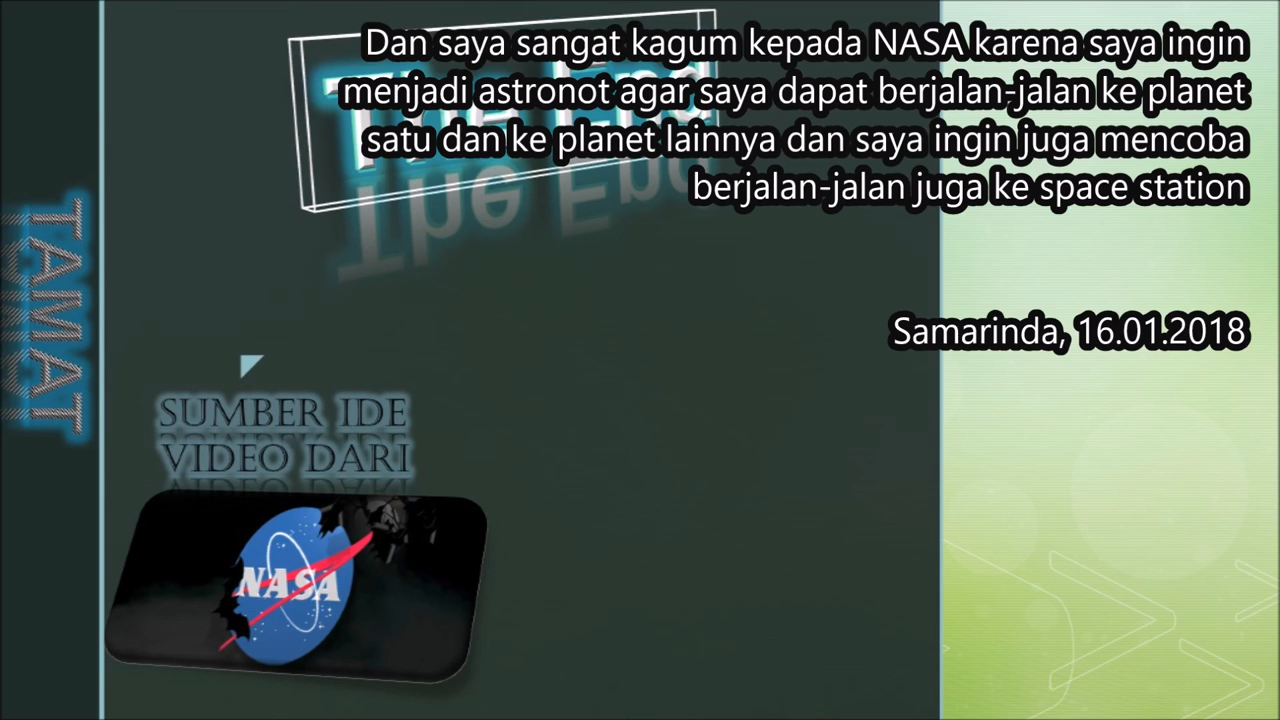 The End
Dan saya sangat kagum kepada NASA karena saya ingin
menjadi astronot agar saya dapat berjalan-jalan ke planet
satu dan ke planet lainnya dan saya ingin juga mencoba
berjalan-jalan juga ke space station
Samarinda, 16.01.2018
TAMAT
SUMBER IDE
VIDEO DARI
NASA